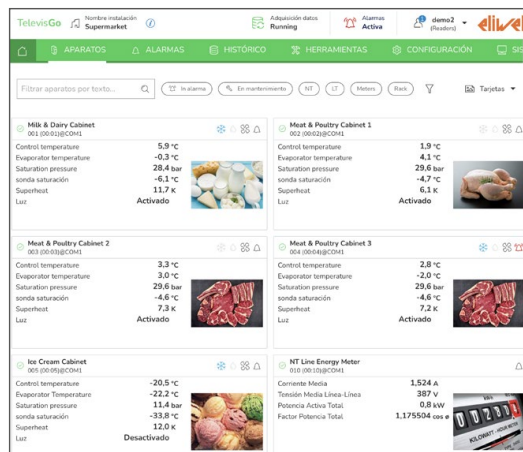 TelevisGo
Nombre instalación
Supermarket
Adquisición datos
Running
Alarmas
Activa
demo2
(Readers)
eliwel
APARATOS
ALARMAS
HISTÓRICO
HERRAMIENTAS
CONFIGURACIÓN
SIS
Filtrar aparatos por texto...
In alarma
En mantenimiento
NT
LT
Meters
Rack
Tarjetas
Milk & Dairy Cabinet
001 (00:01)@COM1
Control temperature 5,9 °C
Evaporator temperature -0,3 °C
Saturation pressure 28,4 bar
sonda saturación -6,1 °C
Superheat 11,7 K
Luz Activado
Meat & Poultry Cabinet 1
002 (00:02)@COM1
Control temperature 1,9 °C
Evaporator temperature 4,1 °C
Saturation pressure 29,6 bar
sonda saturación -4,7 °C
Superheat 6,1 K
Luz Activado
Meat & Poultry Cabinet 2
003 (00:03)@COM1
Control temperature 3,3 °C
Evaporator temperature 3,0 °C
Saturation pressure 29,6 bar
sonda saturación -4,6 °C
Superheat 7,3 K
Luz Activado
Meat & Poultry Cabinet 3
004 (00:04)@COM1
Control temperature 2,8 °C
Evaporator temperature -2,0 °C
Saturation pressure 29,6 bar
sonda saturación -4,6 °C
Superheat 7,2 K
Luz Activado
Ice Cream Cabinet
005 (00:05)@COM1
Control temperature -20,5 °C
Evaporator Temperature -22,2 °C
Saturation pressure 11,4 bar
sonda saturación -33,8 °C
Superheat 12,0 K
Luz Desactivado
NT Line Energy Meter
010 (00:10)@COM1
Corriente Media 1,524 A
Tensión Media Línea-Línea 387 V
Potencia Activa Total 0,8 kW
Factor Potencia Total 1,175504 cos ø
KILOWATT-HOUR METER